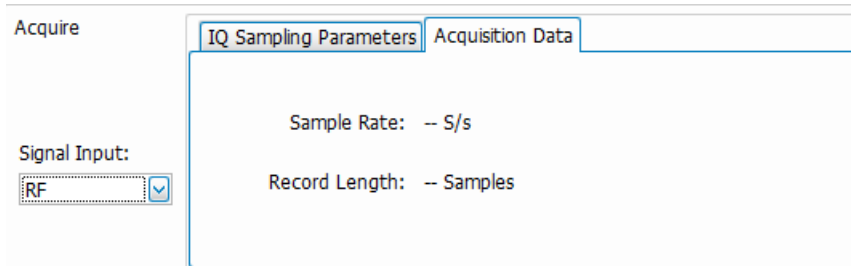 Acquire
IQ Sampling Parameters
Acquisition Data
Sample Rate: -- S/s
Signal Input:
RF
Record Length: -- Samples